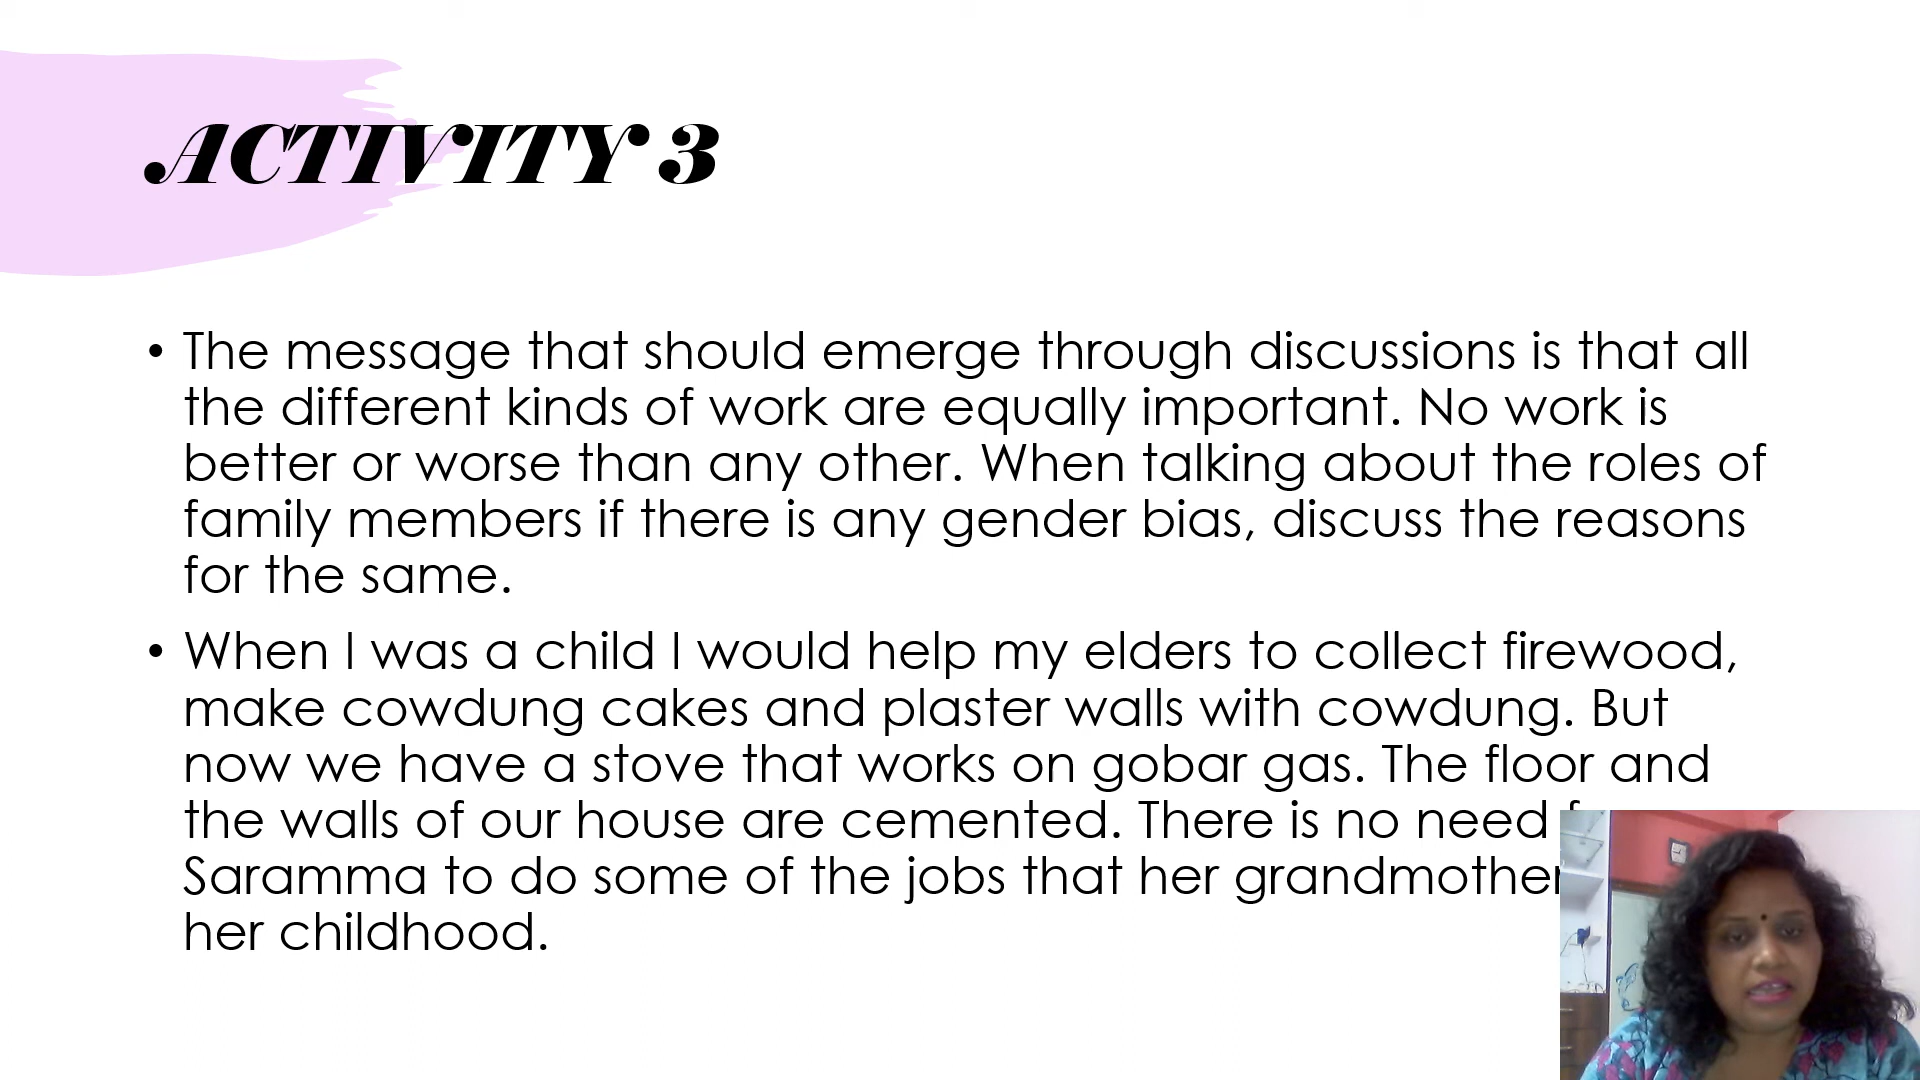 ACTIVITY 3
• The message that should emerge through discussions is that all
the different kinds of work are equally important. No work is
better or worse than any other. When talking about the roles of
family members if there is any gender bias, discuss the reasons
for the same.
• When I was a child I would help my elders to collect firewood,
make cowdung cakes and plaster walls with cowdung. But
now we have a stove that works on gobar gas. The floor and
the walls of our house are cemented. There is no need
Saramma to do some of the jobs that her grandmother
her childhood.